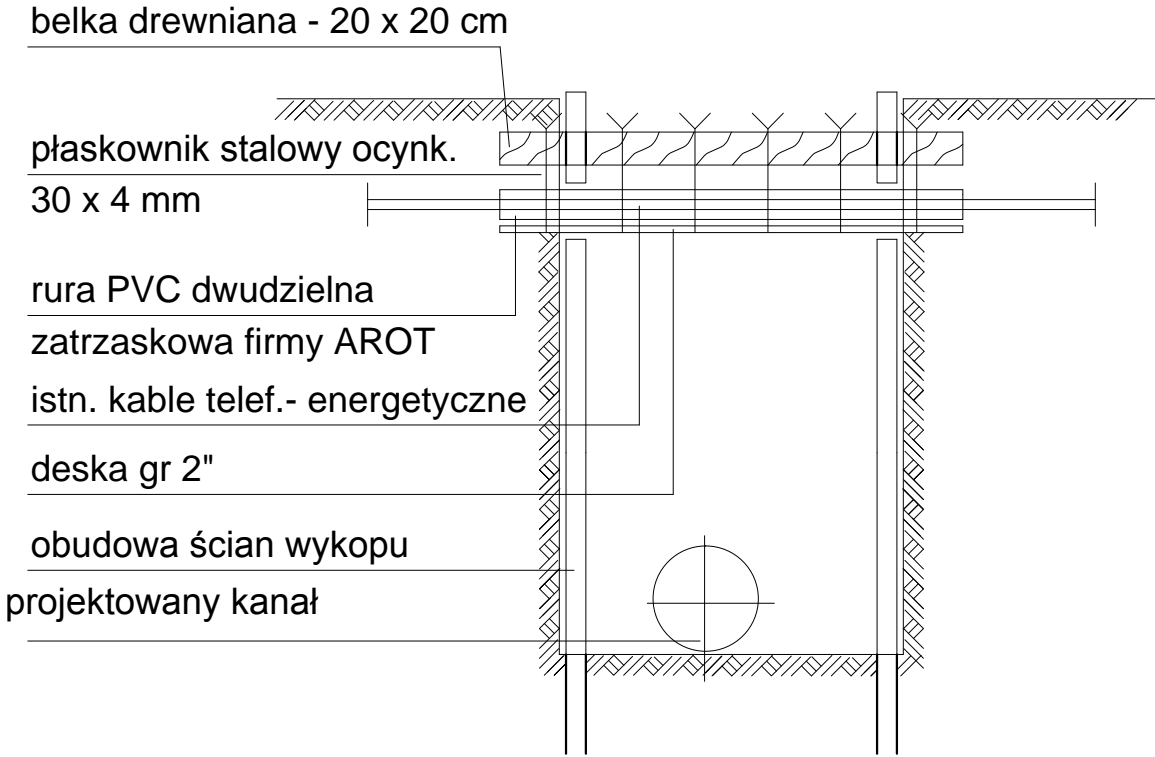 belka drewniana - 20 x 20 cm
płaskownik stalowy ocynk.
30 x 4 mm
rura PVC dwudzielna
zatrzaskowa firmy AROT
istn. kable telef.- energetyczne
deska gr 2"
obudowa ścian wykopu
projektowany kanał